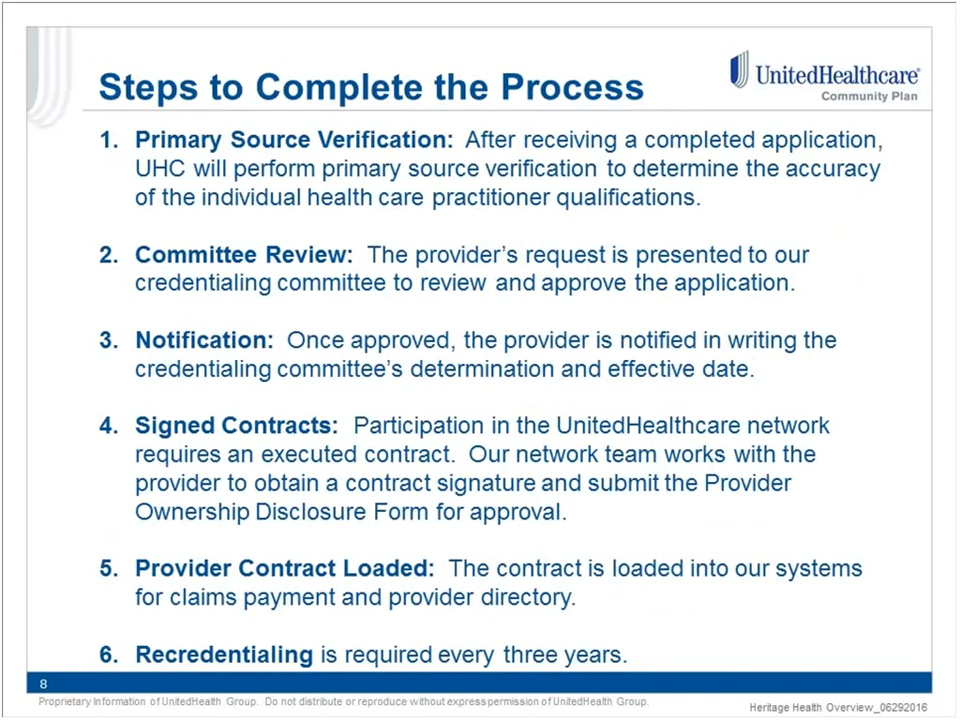 Steps to Complete the Process
UnitedHealthcare®
Community Plan
1. Primary Source Verification: After receiving a completed application,
UHC will perform primary source verification to determine the accuracy
of the individual health care practitioner qualifications.
2. Committee Review: The provider's request is presented to our
credentialing committee to review and approve the application.
3. Notification: Once approved, the provider is notified in writing the
credentialing committee's determination and effective date.
4. Signed Contracts: Participation in the UnitedHealthcare network
requires an executed contract. Our network team works with the
provider to obtain a contract signature and submit the Provider
Ownership Disclosure Form for approval.
5. Provider Contract Loaded: The contract is loaded into our systems
for claims payment and provider directory.
6. Recredentialing is required every three years.
8
Proprietary Information of UnitedHealth Group. Do not distribute or reproduce without express permission of UnitedHealth Group.
Heritage Health Overview_06292016